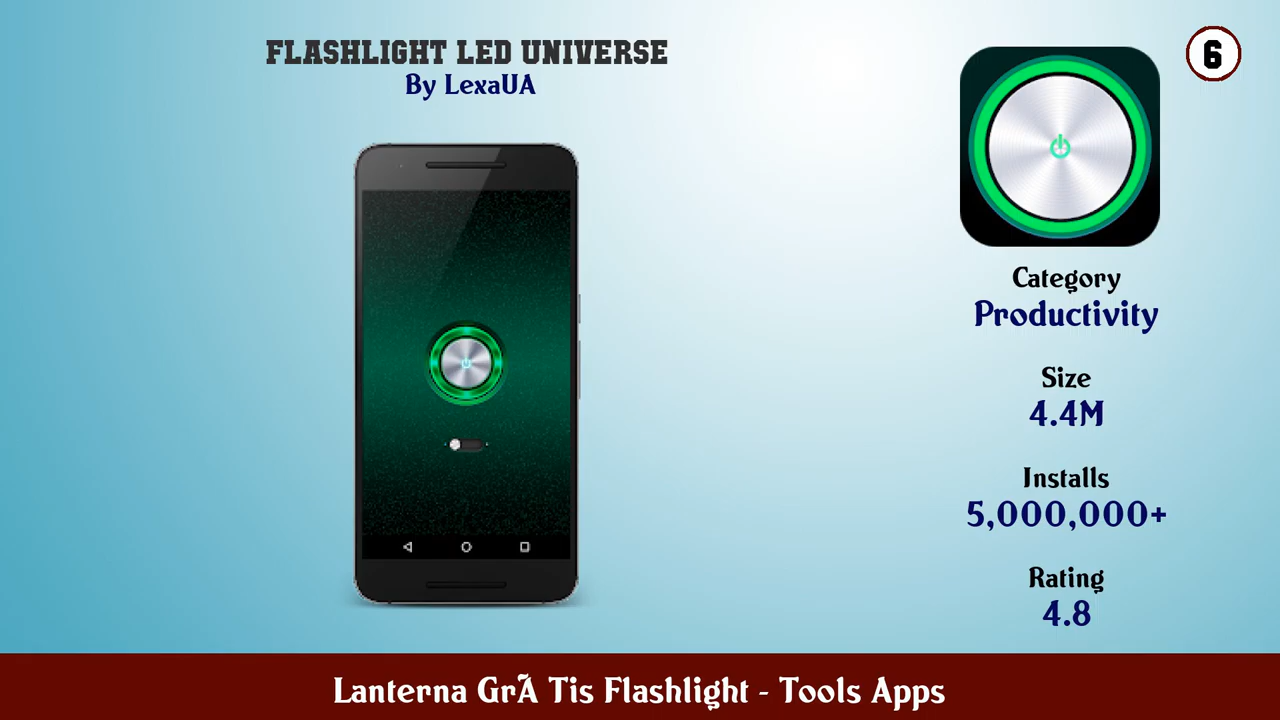 FLASHLIGHT LED UNIVERSE
By LexaUA
6
Category
Productivity
Size
4.4M
Installs
5,000,000+
Rating
4.8
Lanterna GrÃ Tis Flashlight - Tools Apps